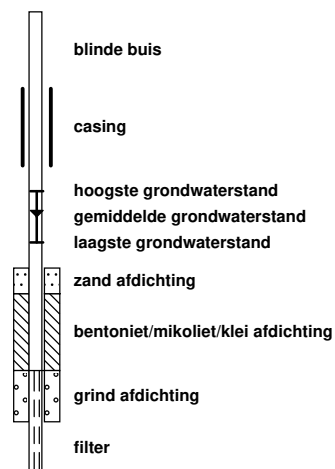 blinde buis
casing
hoogste grondwaterstand
gemiddelde grondwaterstand
laagste grondwaterstand
zand afdichting
bentoniet/mikoliet/klei afdichting
grind afdichting
filter